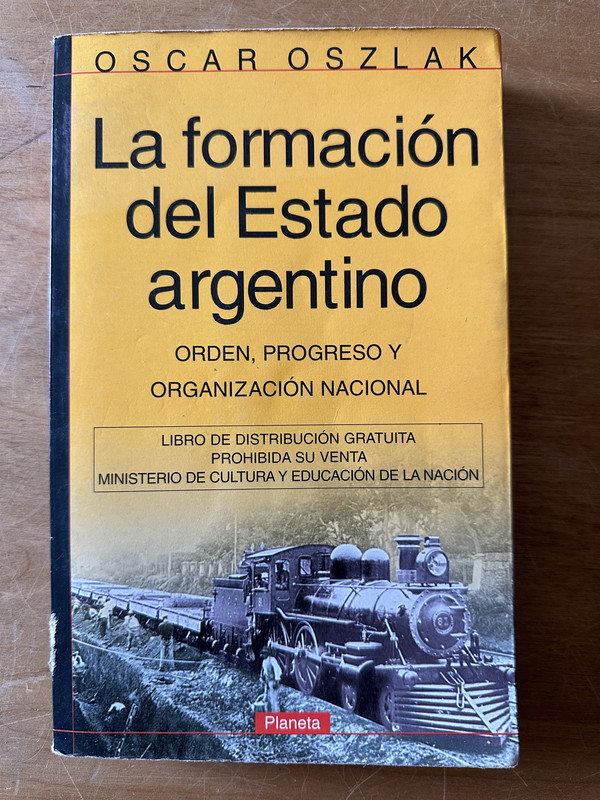 OSCAR OSZLAK
La formación
del Estado
argentino
ORDEN, PROGRESO Y
ORGANIZACIÓN NACIONAL
LIBRO DE DISTRIBUCIÓN GRATUITA
PROHIBIDA SU VENTA
MINISTERIO DE CULTURA Y EDUCACIÓN DE LA NACIÓN
Planeta